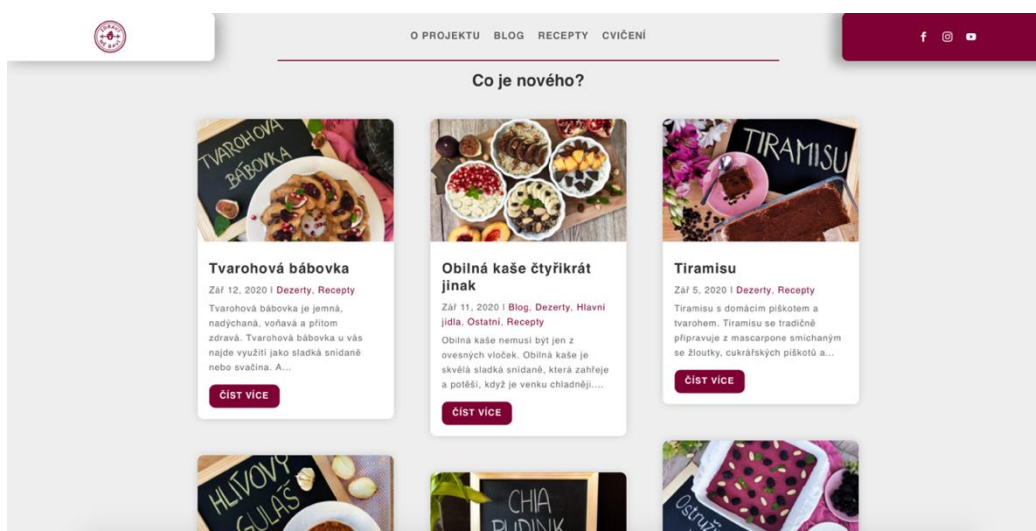 O PROJEKTU BLOG RECEPTY CVIČENÍ
Co je nového?
TVAROHOVÁ
BÁBOVKA
Tvarohová bábovka
Zář 12, 2020 | Dezerty, Recepty
Tvarohová bábovka je jemná,
nadýchaná, voňavá a přitom
zdravá. Tvarohová bábovka u vás
najde využití jako sladká snídaně
nebo svačina. A...
ČÍST VÍCE
Obilná kaše čtyřikrát
jinak
Zář 11, 2020 | Blog, Dezerty, Hlavní
jídla, Ostatní, Recepty
Obilná kaše nemusí být jen z
ovesných vloček. Obilná kaše je
skvělá sladká snídaně, která zahřeje
a potěší, když je venku chladněji....
ČÍST VÍCE
TIRAMISU
Tiramisu
Zář 5, 2020 | Dezerty, Recepty
Tiramisu s domácím piškotem a
tvarohem. Tiramisu se tradičně
připravuje z mascarpone smíchaným
se žloutky, cukrářských piškotů a...
ČÍST VÍCE
HLÍVOVÝ
GULÁŠ
CHIA
PUDINK